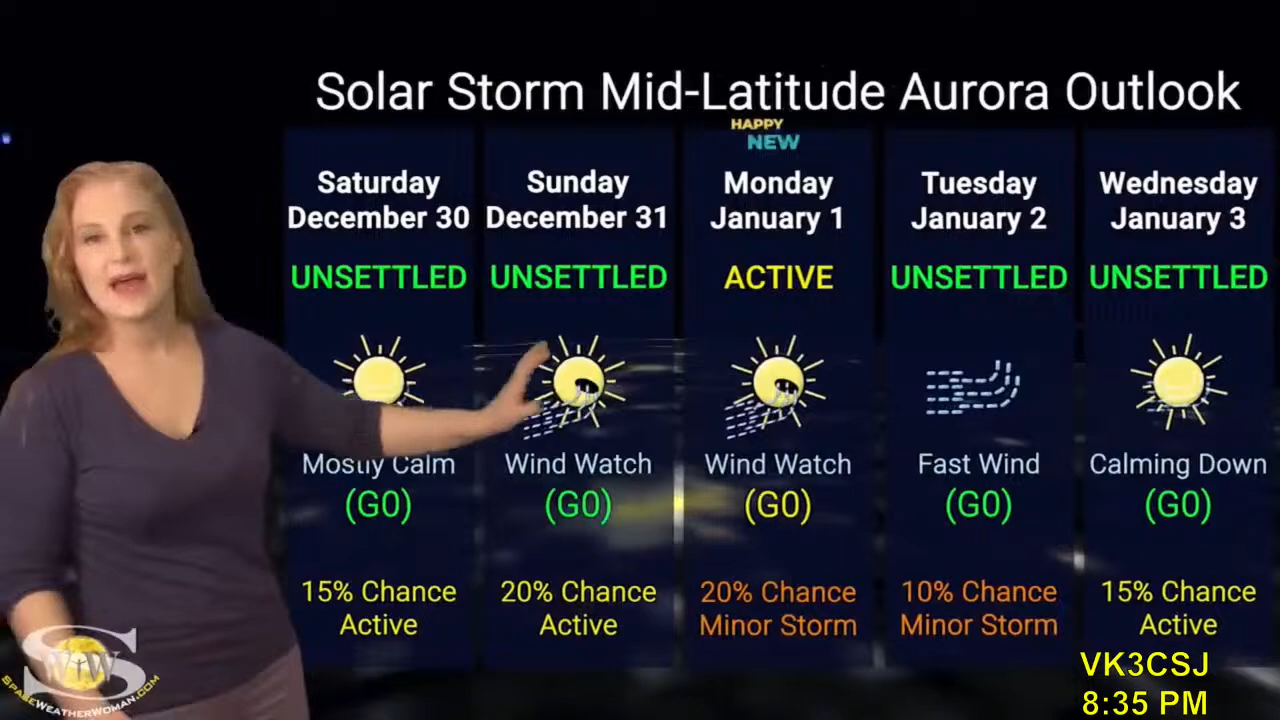 Solar Storm Mid-Latitude Aurora Outlook
HAPPY
NEW
Saturday
December 30
UNSETTLED
Mostly Calm
(G0)
15% Chance
Active
Sunday
December 31
UNSETTLED
Wind Watch
(G0)
20% Chance
Active
Monday
January 1
ACTIVE
Wind Watch
(G0)
20% Chance
Minor Storm
Tuesday
January 2
UNSETTLED
Fast Wind
(G0)
10% Chance
Minor Storm
Wednesday
January 3
UNSETTLED
Calming Down
(G0)
15% Chance
Active
S
WxW
SPACEWEATHERWOMAN.COM
VK3CSJ
8:35 PM